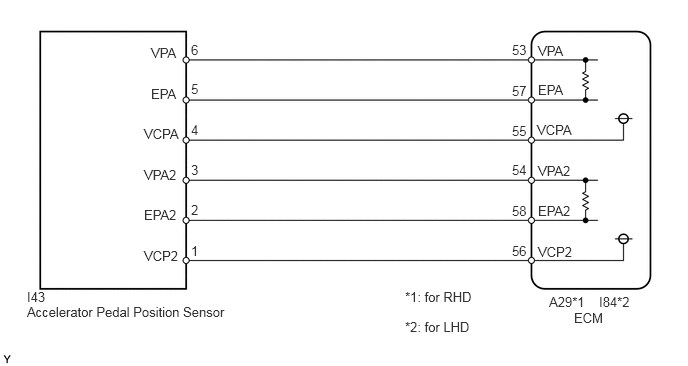 VPA 6 53 VPA
EPA 5 57 EPA
VCPA 4 55 VCPA
VPA2 3 54 VPA2
EPA2 2 58 EPA2
VCP2 1 56 VCP2
I43
Accelerator Pedal Position Sensor
*1: for RHD
*2: for LHD
A29*1 I84*2
ECM
Y